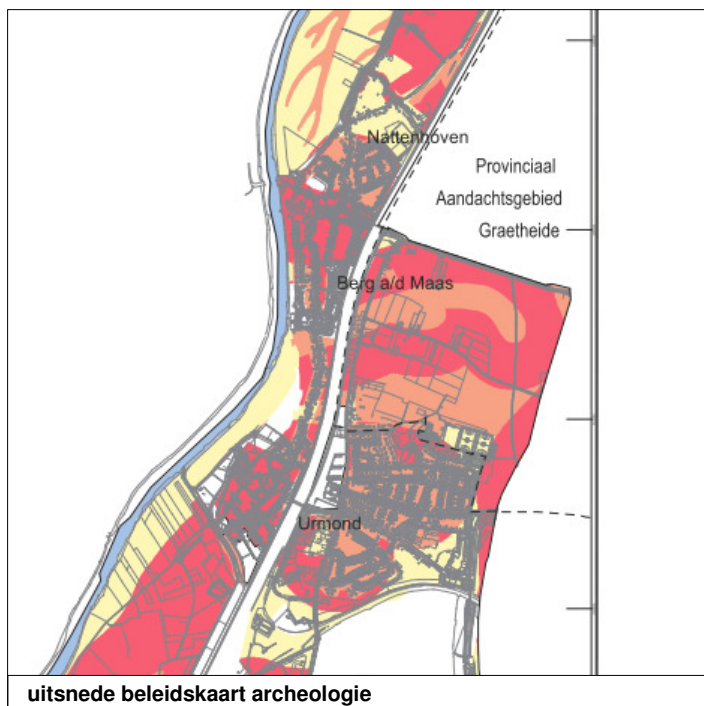 Nattenhoven
Provinciaal
Aandachtsgebied
Graetheide
Berg a/d Maas
Urmond
uitsnede beleidskaart archeologie